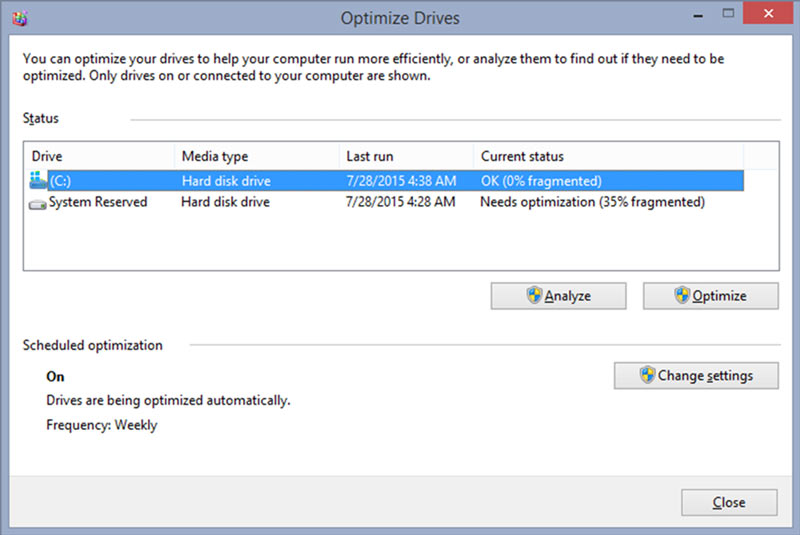 Optimize Drives
You can optimize your drives to help your computer run more efficiently, or analyze them to find out if they need to be
optimized. Only drives on or connected to your computer are shown.
Status
Drive Media type Last run Current status
(C:) Hard disk drive 7/28/2015 4:38 AM OK (0% fragmented)
System Reserved Hard disk drive 7/28/2015 4:28 AM Needs optimization (35% fragmented)
Analyze Optimize
Scheduled optimization
On
Change settings
Drives are being optimized automatically.
Frequency: Weekly
Close